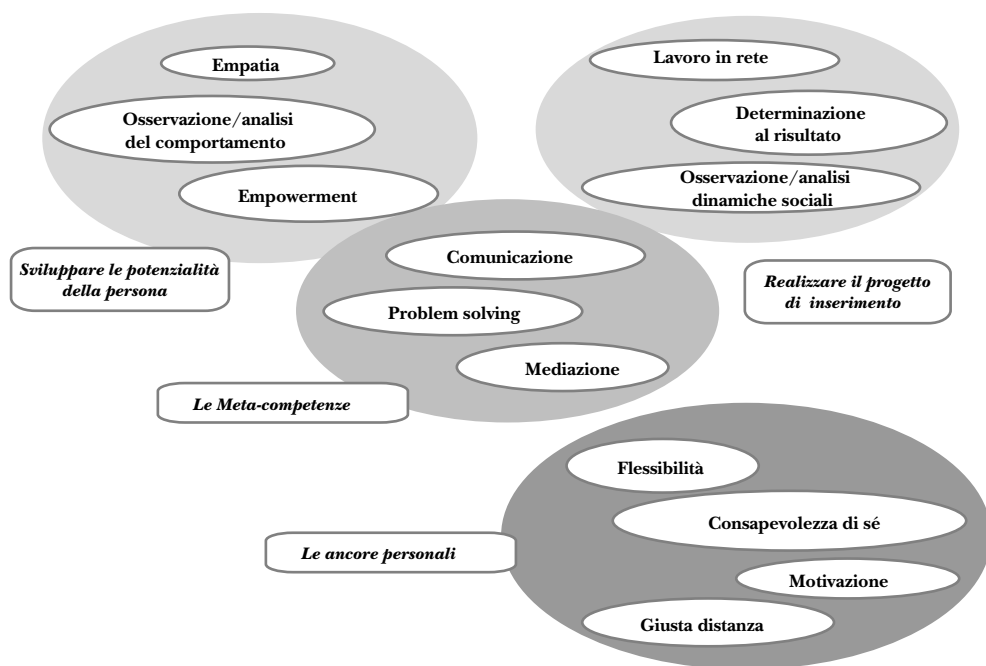 Empatia
Osservazione/analisi
del comportamento
Empowerment
Sviluppare le potenzialità
della persona
Lavoro in rete
Determinazione
al risultato
Osservazione/analisi
dinamiche sociali
Realizzare il progetto
di inserimento
Comunicazione
Problem solving
Mediazione
Le Meta-competenze
Flessibilità
Consapevolezza di sé
Motivazione
Giusta distanza
Le ancore personali